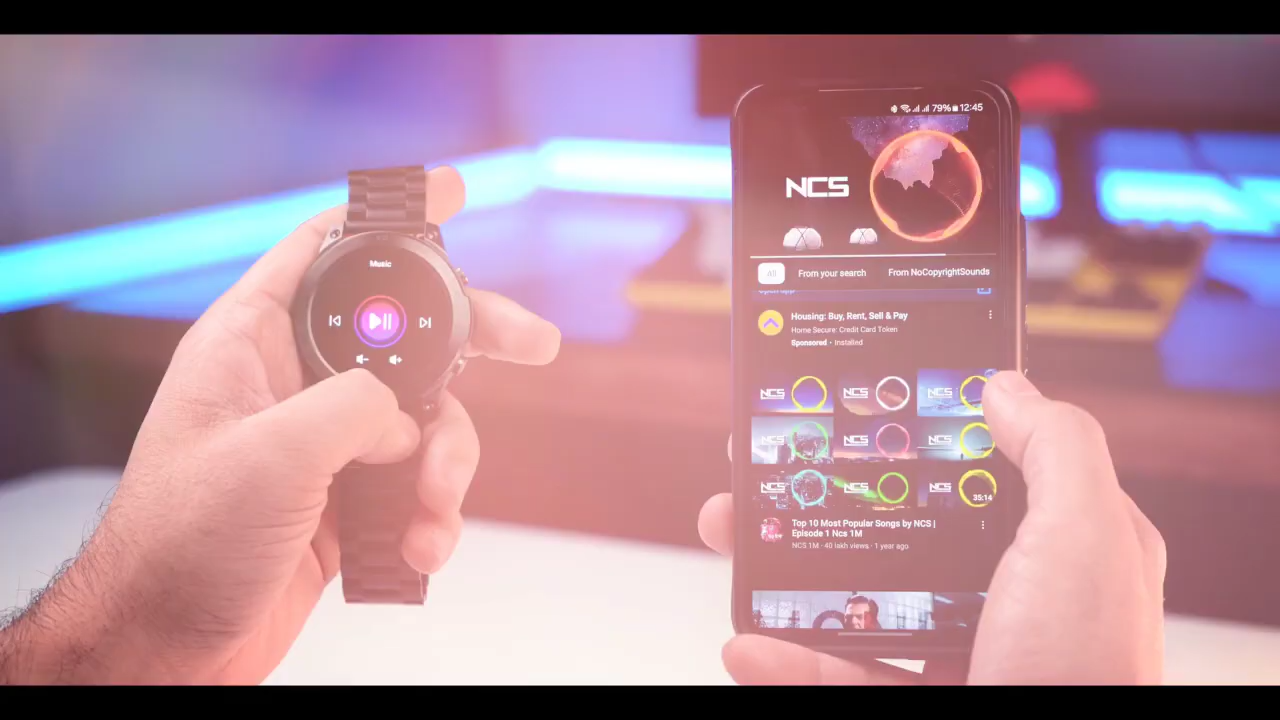 Music
79% 12:45
NCS
All
From your search
From NoCopyrightSounds
Housing: Buy, Rent, Sell & Pay
Home Secure: Credit Card Token
Sponsored · Installed
NCS
NCS
NCS
NCS
NCS
NCS
NCS
NCS
NCS
35:14
Top 10 Most Popular Songs by NCS |
Episode 1 Ncs 1M
NCS 1M · 40 lakh views · 1 year ago